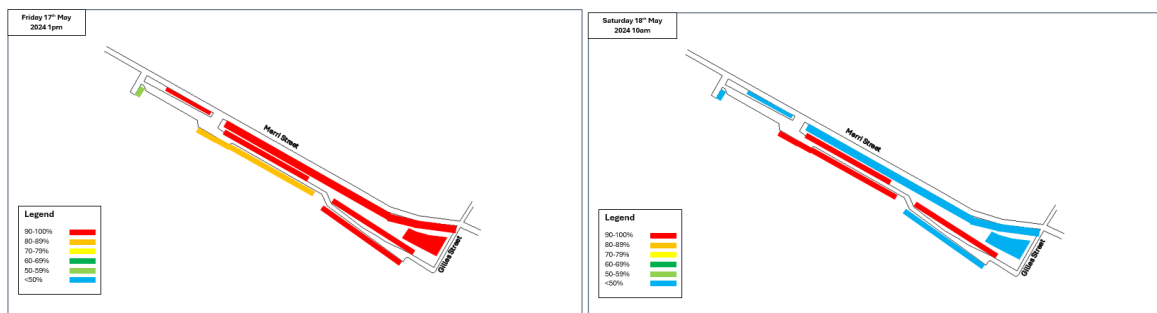 Friday 17th May
2024 1pm
Merri Street
Gilles Street
Legend
90-100%
80-89%
70-79%
60-69%
50-59%
<50%
Saturday 18th May
2024 10am
Merri Street
Gilles Street
Legend
90-100%
80-89%
70-79%
60-69%
50-59%
<50%